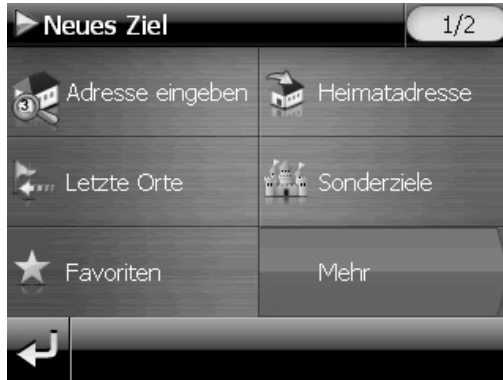 Neues Ziel
1/2
Adresse eingeben
Heimatadresse
Letzte Orte
Sonderziele
Favoriten
Mehr